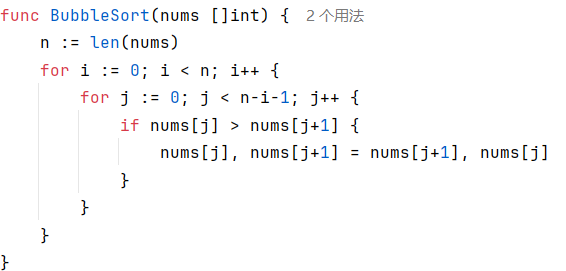 func BubbleSort(nums []int) {  2 个用法
    n := len(nums)
    for i := 0; i < n; i++ {
        for j := 0; j < n-i-1; j++ {
            if nums[j] > nums[j+1] {
                nums[j], nums[j+1] = nums[j+1], nums[j]
            }
        }
    }
}